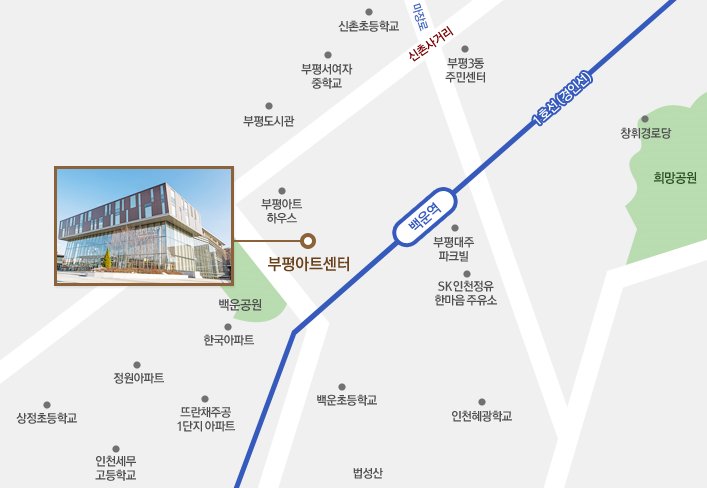 신촌초등학교
마장로
신촌사거리
부평서여자
중학교
부평3동
주민센터
1호선 (경인선)
부평도서관
창휘경로당
희망공원
부평아트
하우스
백운역
부평대주
파크빌
부평아트센터
SK인천정유
한마음 주유소
백운공원
한국아파트
정원아파트
상정초등학교
뜨란채주공
1단지 아파트
백운초등학교
인천혜광학교
인천세무
고등학교
법성산